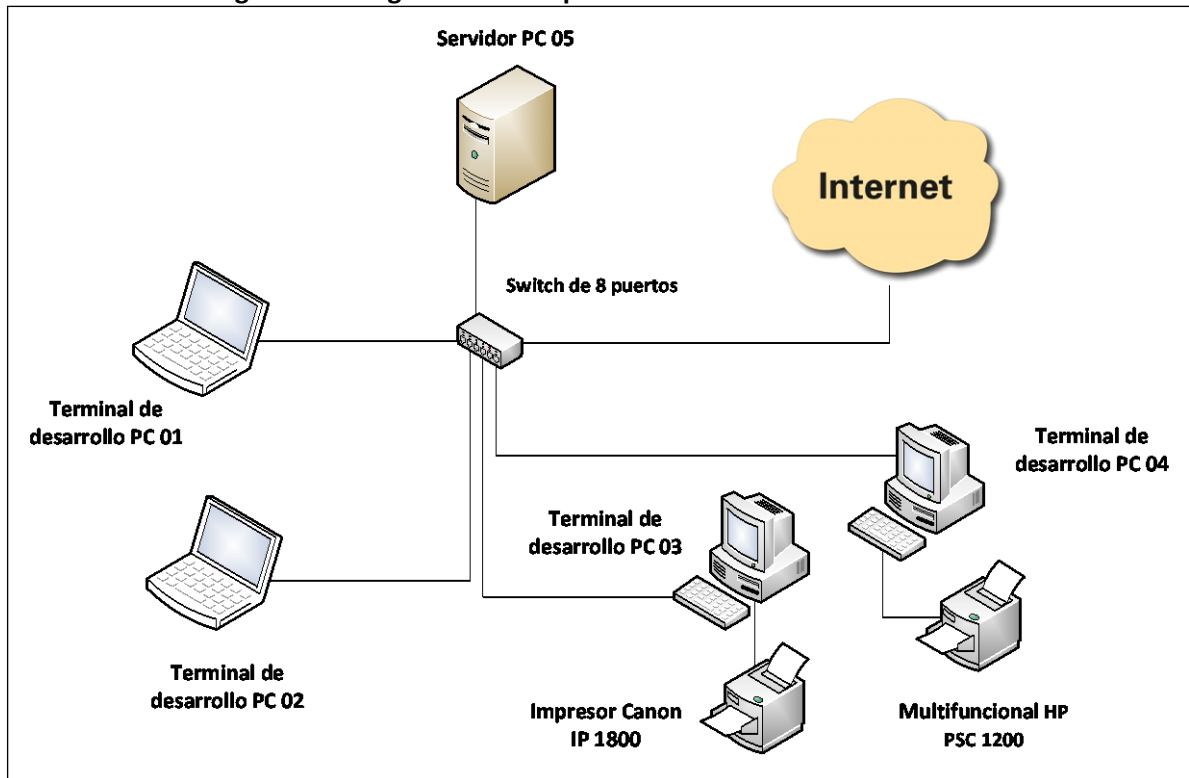 Servidor PC 05
Internet
Switch de 8 puertos
Terminal de
desarrollo PC 01
Terminal de
desarrollo PC 04
Terminal de
desarrollo PC 03
Terminal de
desarrollo PC 02
Impresor Canon
IP 1800
Multifuncional HP
PSC 1200